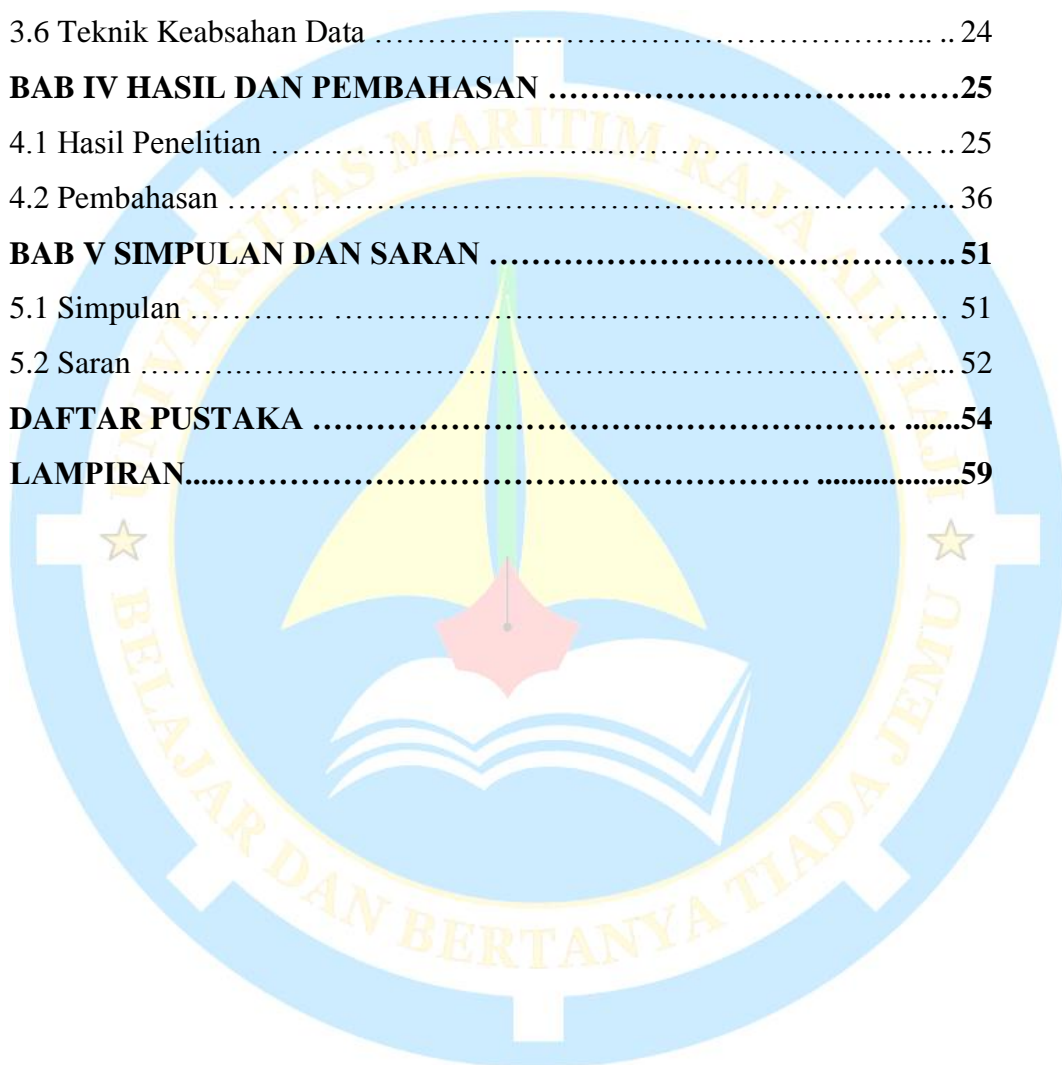 3.6 Teknik Keabsahan Data ……………………………………………….. .. 24
BAB IV HASIL DAN PEMBAHASAN …………………………... ……25
4.1 Hasil Penelitian …………………………..………………………………. .. 25
4.2 Pembahasan ……………………………………………………………... 36
BAB V SIMPULAN DAN SARAN …………………………………….. 51
5.1 Simpulan …………. ……………………………………………………. 51
5.2 Saran ………………………………………………………………….... 52
DAFTAR PUSTAKA ………………………………………………… .......54
LAMPIRAN.....………………………………………………… ..................59
UNIVERSITAS MARITIM RAJA ALI HAJI
BELAJAR DAN BERTANYA TIADA JEMU